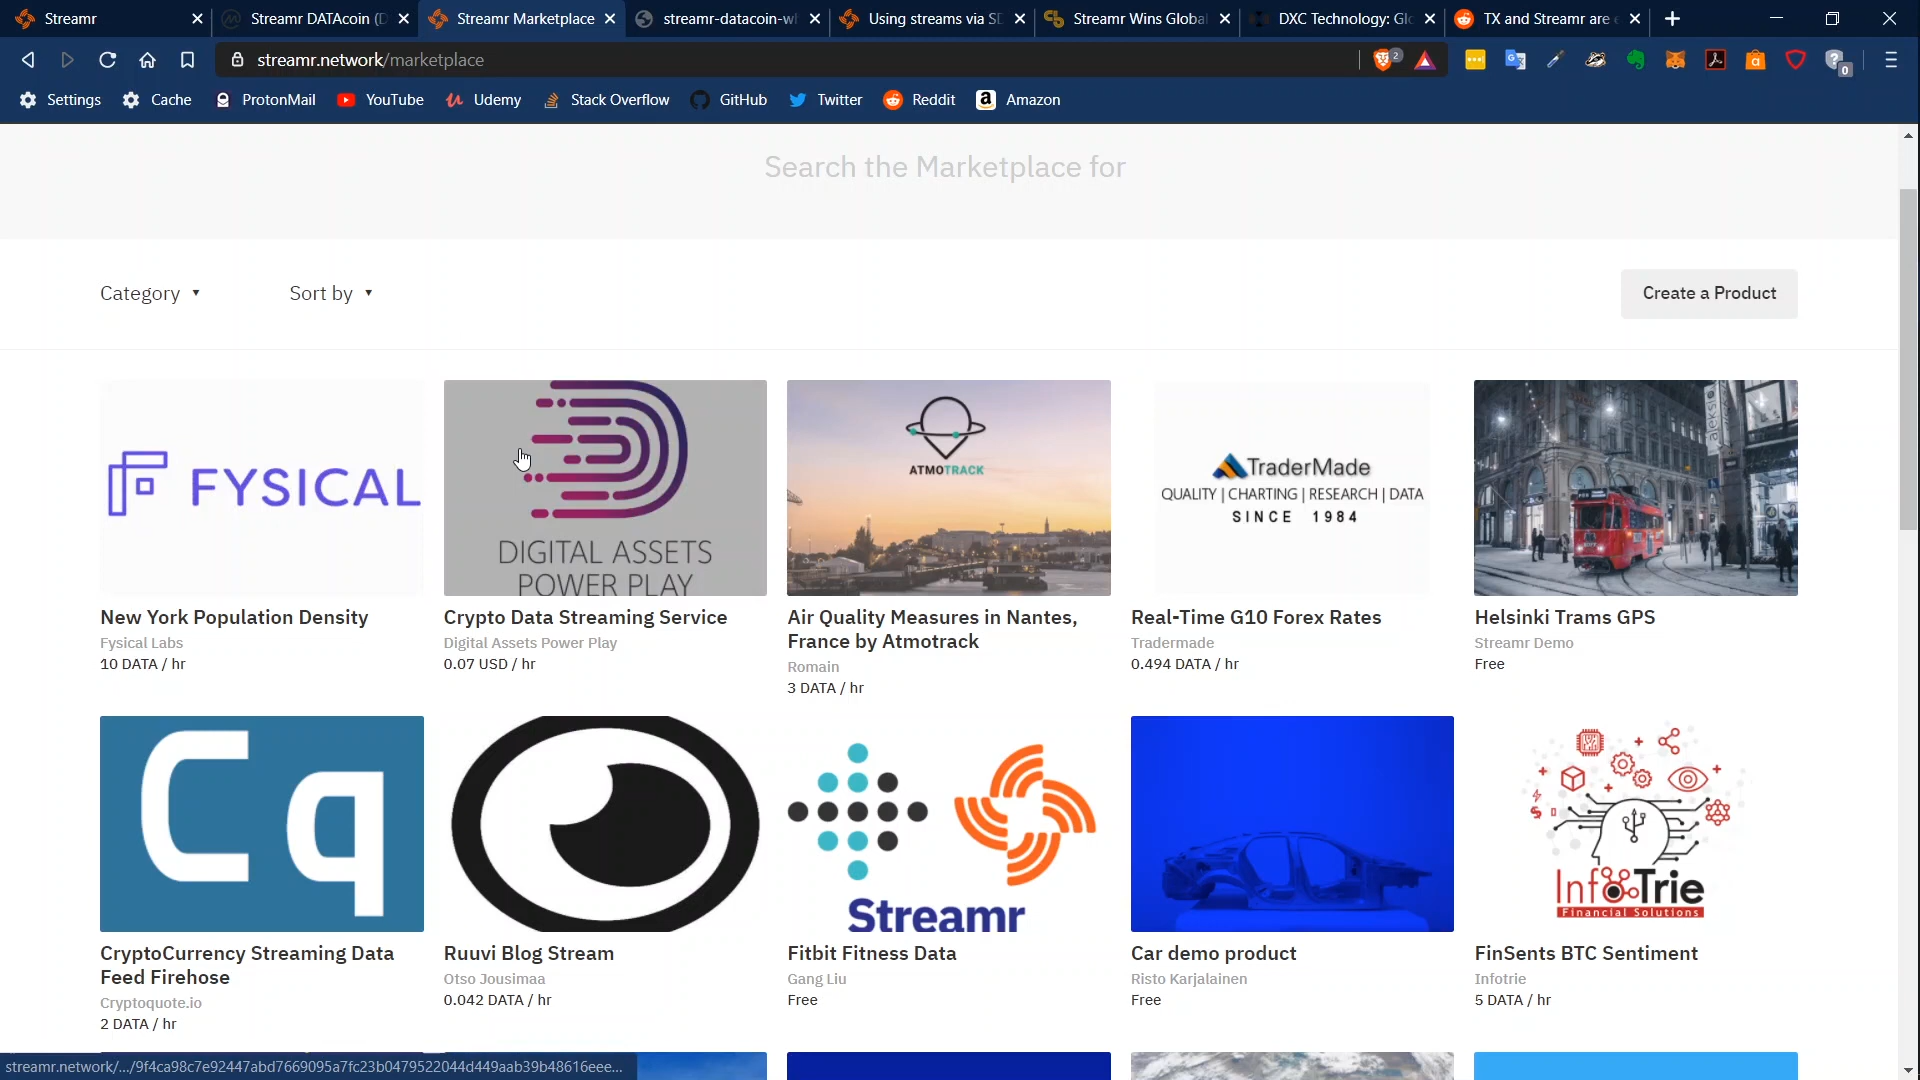 Streamr
Streamr DATAcoin (D
Streamr Marketplace
streamr-datacoin-wh
Using streams via SD
Streamr Wins Global
DXC Technology: Glo
TX and Streamr are
streamr.network/marketplace
2
0
Settings
Cache
ProtonMail
YouTube
Udemy
Stack Overflow
GitHub
Twitter
Reddit
Amazon
Search the Marketplace for
Category
Sort by
Create a Product
FYSICAL
DIGITAL ASSETS
POWER PLAY
ATMOTRACK
TraderMade
QUALITY | CHARTING | RESEARCH | DATA
SINCE 1984
aleksi
New York Population Density
Fysical Labs
10 DATA / hr
Crypto Data Streaming Service
Digital Assets Power Play
0.07 USD / hr
Air Quality Measures in Nantes,
France by Atmotrack
Romain
3 DATA / hr
Real-Time G10 Forex Rates
Tradermade
0.494 DATA / hr
Helsinki Trams GPS
Streamr Demo
Free
Cq
Streamr
InfoTrie
Financial Solutions
CryptoCurrency Streaming Data
Feed Firehose
Cryptoquote.io
2 DATA / hr
Ruuvi Blog Stream
Otso Jousimaa
0.042 DATA / hr
Fitbit Fitness Data
Gang Liu
Free
Car demo product
Risto Karjalainen
Free
FinSents BTC Sentiment
Infotrie
5 DATA / hr
streamr.network/.../9f4ca98c7e92447abd7669095a7fc23b0479522044d449aab39b48616eee...